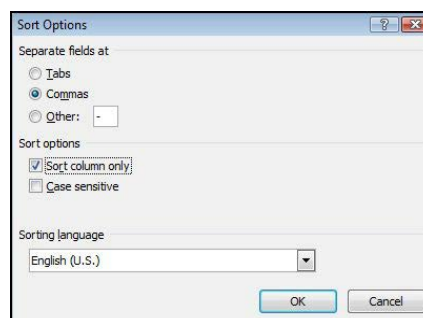 Sort Options
Separate fields at
Tabs
Commas
Other: -
Sort options
Sort column only
Case sensitive
Sorting language
English (U.S.)
OK Cancel